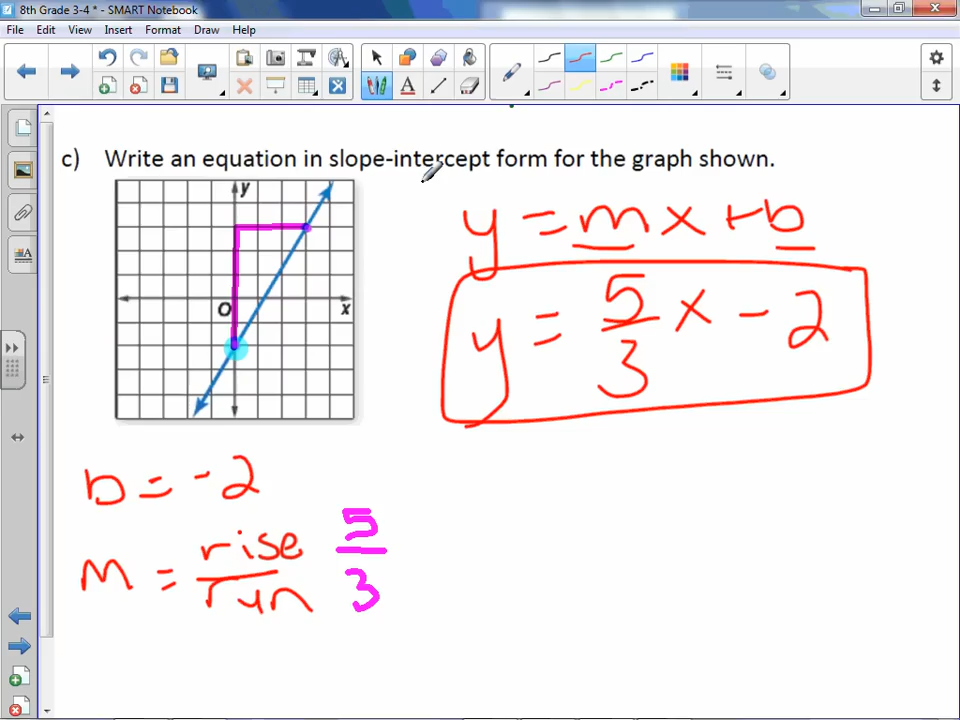 8th Grade 3-4 * - SMART Notebook
File Edit View Insert Format Draw Help
c) Write an equation in slope-intercept form for the graph shown.
y
O
x
y = mx + b
y = 5/3 x - 2
b = -2
m = rise/run 5/3